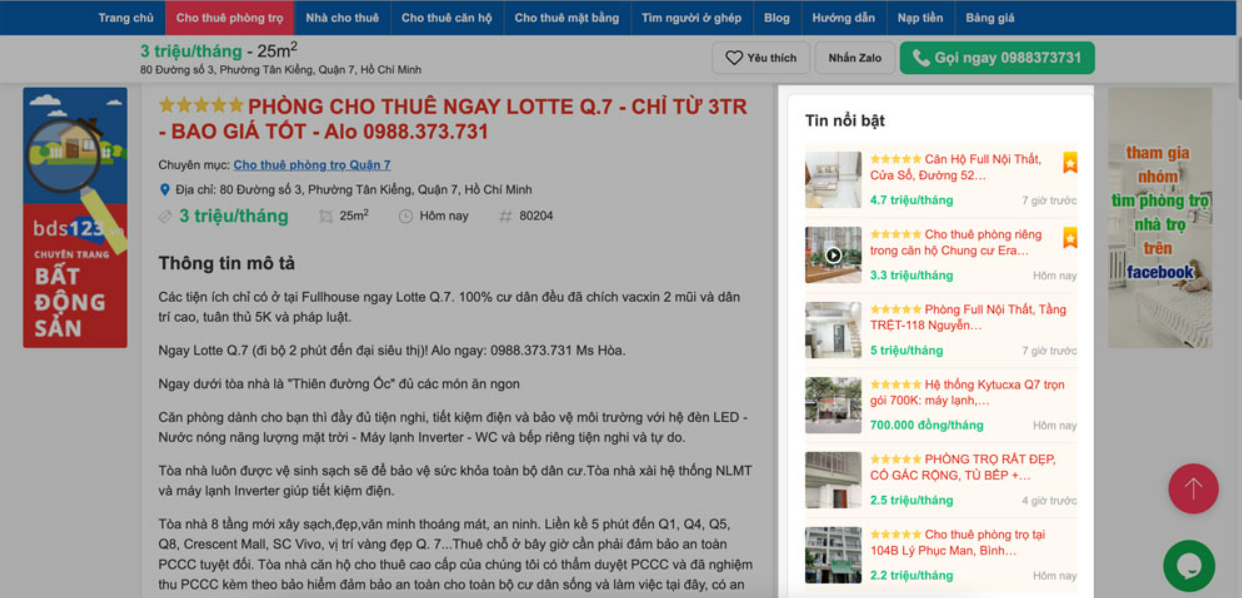 Trang chủ Cho thuê phòng trọ Nhà cho thuê Cho thuê căn hộ Cho thuê mặt bằng Tìm người ở ghép Blog Hướng dẫn Nạp tiền Bảng giá
3 triệu/tháng - 25m²
80 Đường số 3, Phường Tân Kiểng, Quận 7, Hồ Chí Minh
Yêu thích
Nhắn Zalo
Gọi ngay 0988373731
bds123.vn
CHUYÊN TRANG
BẤT
ĐỘNG
SẢN
PHÒNG CHO THUÊ NGAY LOTTE Q.7 - CHỈ TỪ 3TR
- BAO GIÁ TỐT - Alo 0988.373.731
Chuyên mục: Cho thuê phòng trọ Quận 7
Địa chỉ: 80 Đường số 3, Phường Tân Kiểng, Quận 7, Hồ Chí Minh
3 triệu/tháng 25m² Hôm nay # 80204
Thông tin mô tả
Các tiện ích chỉ có ở tại Fullhouse ngay Lotte Q.7. 100% cư dân đều đã chích vacxin 2 mũi và dân
trí cao, tuân thủ 5K và pháp luật.
Ngay Lotte Q.7 (đi bộ 2 phút đến đại siêu thị)! Alo ngay: 0988.373.731 Ms Hòa.
Ngay dưới tòa nhà là "Thiên đường Ốc" đủ các món ăn ngon
Căn phòng dành cho bạn thì đầy đủ tiện nghi, tiết kiệm điện và bảo vệ môi trường với hệ đèn LED -
Nước nóng năng lượng mặt trời - Máy lạnh Inverter - WC và bếp riêng tiện nghi và tự do.
Tòa nhà luôn được vệ sinh sạch sẽ để bảo vệ sức khỏa toàn bộ dân cư.Tòa nhà xài hệ thống NLMT
và máy lạnh Inverter giúp tiết kiệm điện.
Tòa nhà 8 tầng mới xây sạch,đẹp,văn minh thoáng mát, an ninh. Liền kề 5 phút đến Q1, Q4, Q5,
Q8, Crescent Mall, SC Vivo, vị trí vàng đẹp Q. 7...Thuê chỗ ở bây giờ cần phải đảm bảo an toàn
PCCC tuyệt đối. Tòa nhà căn hộ cho thuê cao cấp của chúng tôi có thẩm duyệt PCCC và đã nghiệm
thu PCCC kèm theo bảo hiểm đảm bảo an toàn cho toàn bộ cư dân sống và làm việc tại đây, có an
Tin nổi bật
Căn Hộ Full Nội Thất,
Cửa Sổ, Đường 52...
4.7 triệu/tháng 7 giờ trước
Cho thuê phòng riêng
trong căn hộ Chung cư Era...
3.3 triệu/tháng Hôm nay
Phòng Full Nội Thất, Tầng
TRỆT-118 Nguyễn...
5 triệu/tháng 7 giờ trước
Hệ thống Kytucxa Q7 trọn
gói 700K: máy lạnh,...
700.000 đồng/tháng Hôm nay
PHÒNG TRỌ RẤT ĐẸP,
CÓ GÁC RỘNG, TỦ BẾP +...
2.5 triệu/tháng 4 giờ trước
Cho thuê phòng trọ tại
104B Lý Phục Man, Bình...
2.2 triệu/tháng Hôm nay
tham gia
nhóm
tìm phòng trọ
nhà trọ
trên
facebook